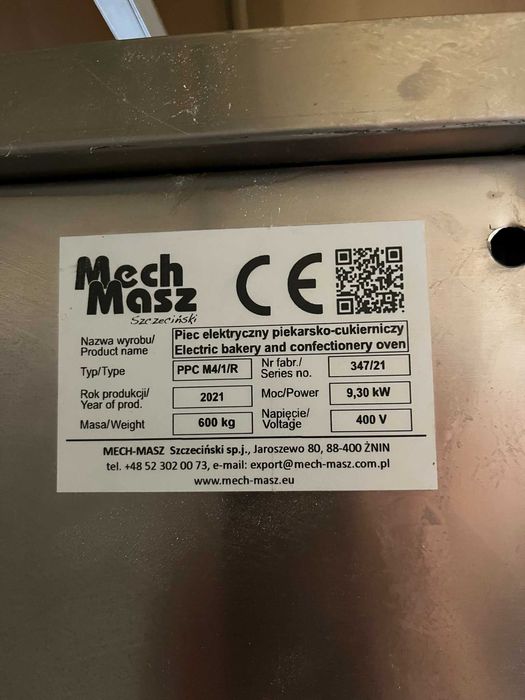 Mech
Masz
Szczeciński
CE
Nazwa wyrobu/
Product name
Piec elektryczny piekarsko-cukierniczy
Electric bakery and confectionery oven
Typ/Type
PPC M4/1/R
Nr fabr./
Series no.
347/21
Rok produkcji/
Year of prod.
2021
Moc/Power
9,30 kW
Masa/Weight
600 kg
Napięcie/
Voltage
400 V
MECH-MASZ Szczeciński sp.j., Jaroszewo 80, 88-400 ŻNIN
tel. +48 52 302 00 73, e-mail: export@mech-masz.com.pl
www.mech-masz.eu